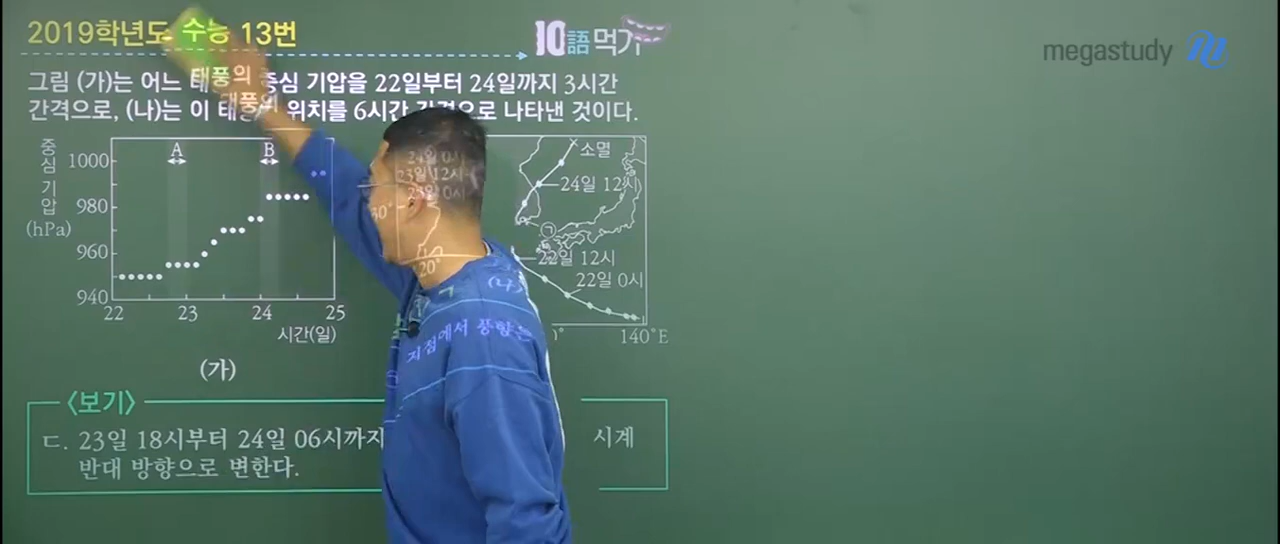 2019학년도 수능 13번
10語먹기
megastudy
그림 (가)는 어느 태풍의 중심 기압을 22일부터 24일까지 3시간
간격으로, (나)는 이 태풍의 위치를 6시간 간격으로 나타낸 것이다.
중심 기압
(hPa)
1000
980
960
940
A
B
22
23
24
25
시간(일)
(가)
소멸
24일 12시
24일 0시
23일 12시
23일 0시
22일 12시
22일 0시
30°
120°
140°E
(나)
ㄱ
지점에서 풍향은
〈보기〉
ㄷ. 23일 18시부터 24일 06시까지
시계
반대 방향으로 변한다.